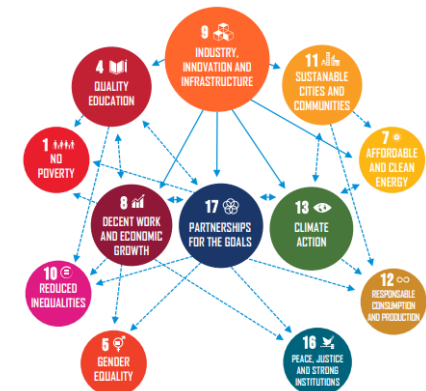 9
INDUSTRY,
INNOVATION AND
INFRASTRUCTURE
4
QUALITY
EDUCATION
11
SUSTAINABLE
CITIES AND
COMMUNITIES
1
NO
POVERTY
7
AFFORDABLE
AND CLEAN
ENERGY
8
DECENT WORK
AND ECONOMIC
GROWTH
17
PARTNERSHIPS
FOR THE GOALS
13
CLIMATE
ACTION
10
REDUCED
INEQUALITIES
12
RESPONSABLE
CONSUMPTION
AND PRODUCTION
5
GENDER
EQUALITY
16
PEACE, JUSTICE
AND STRONG
INSTITUTIONS